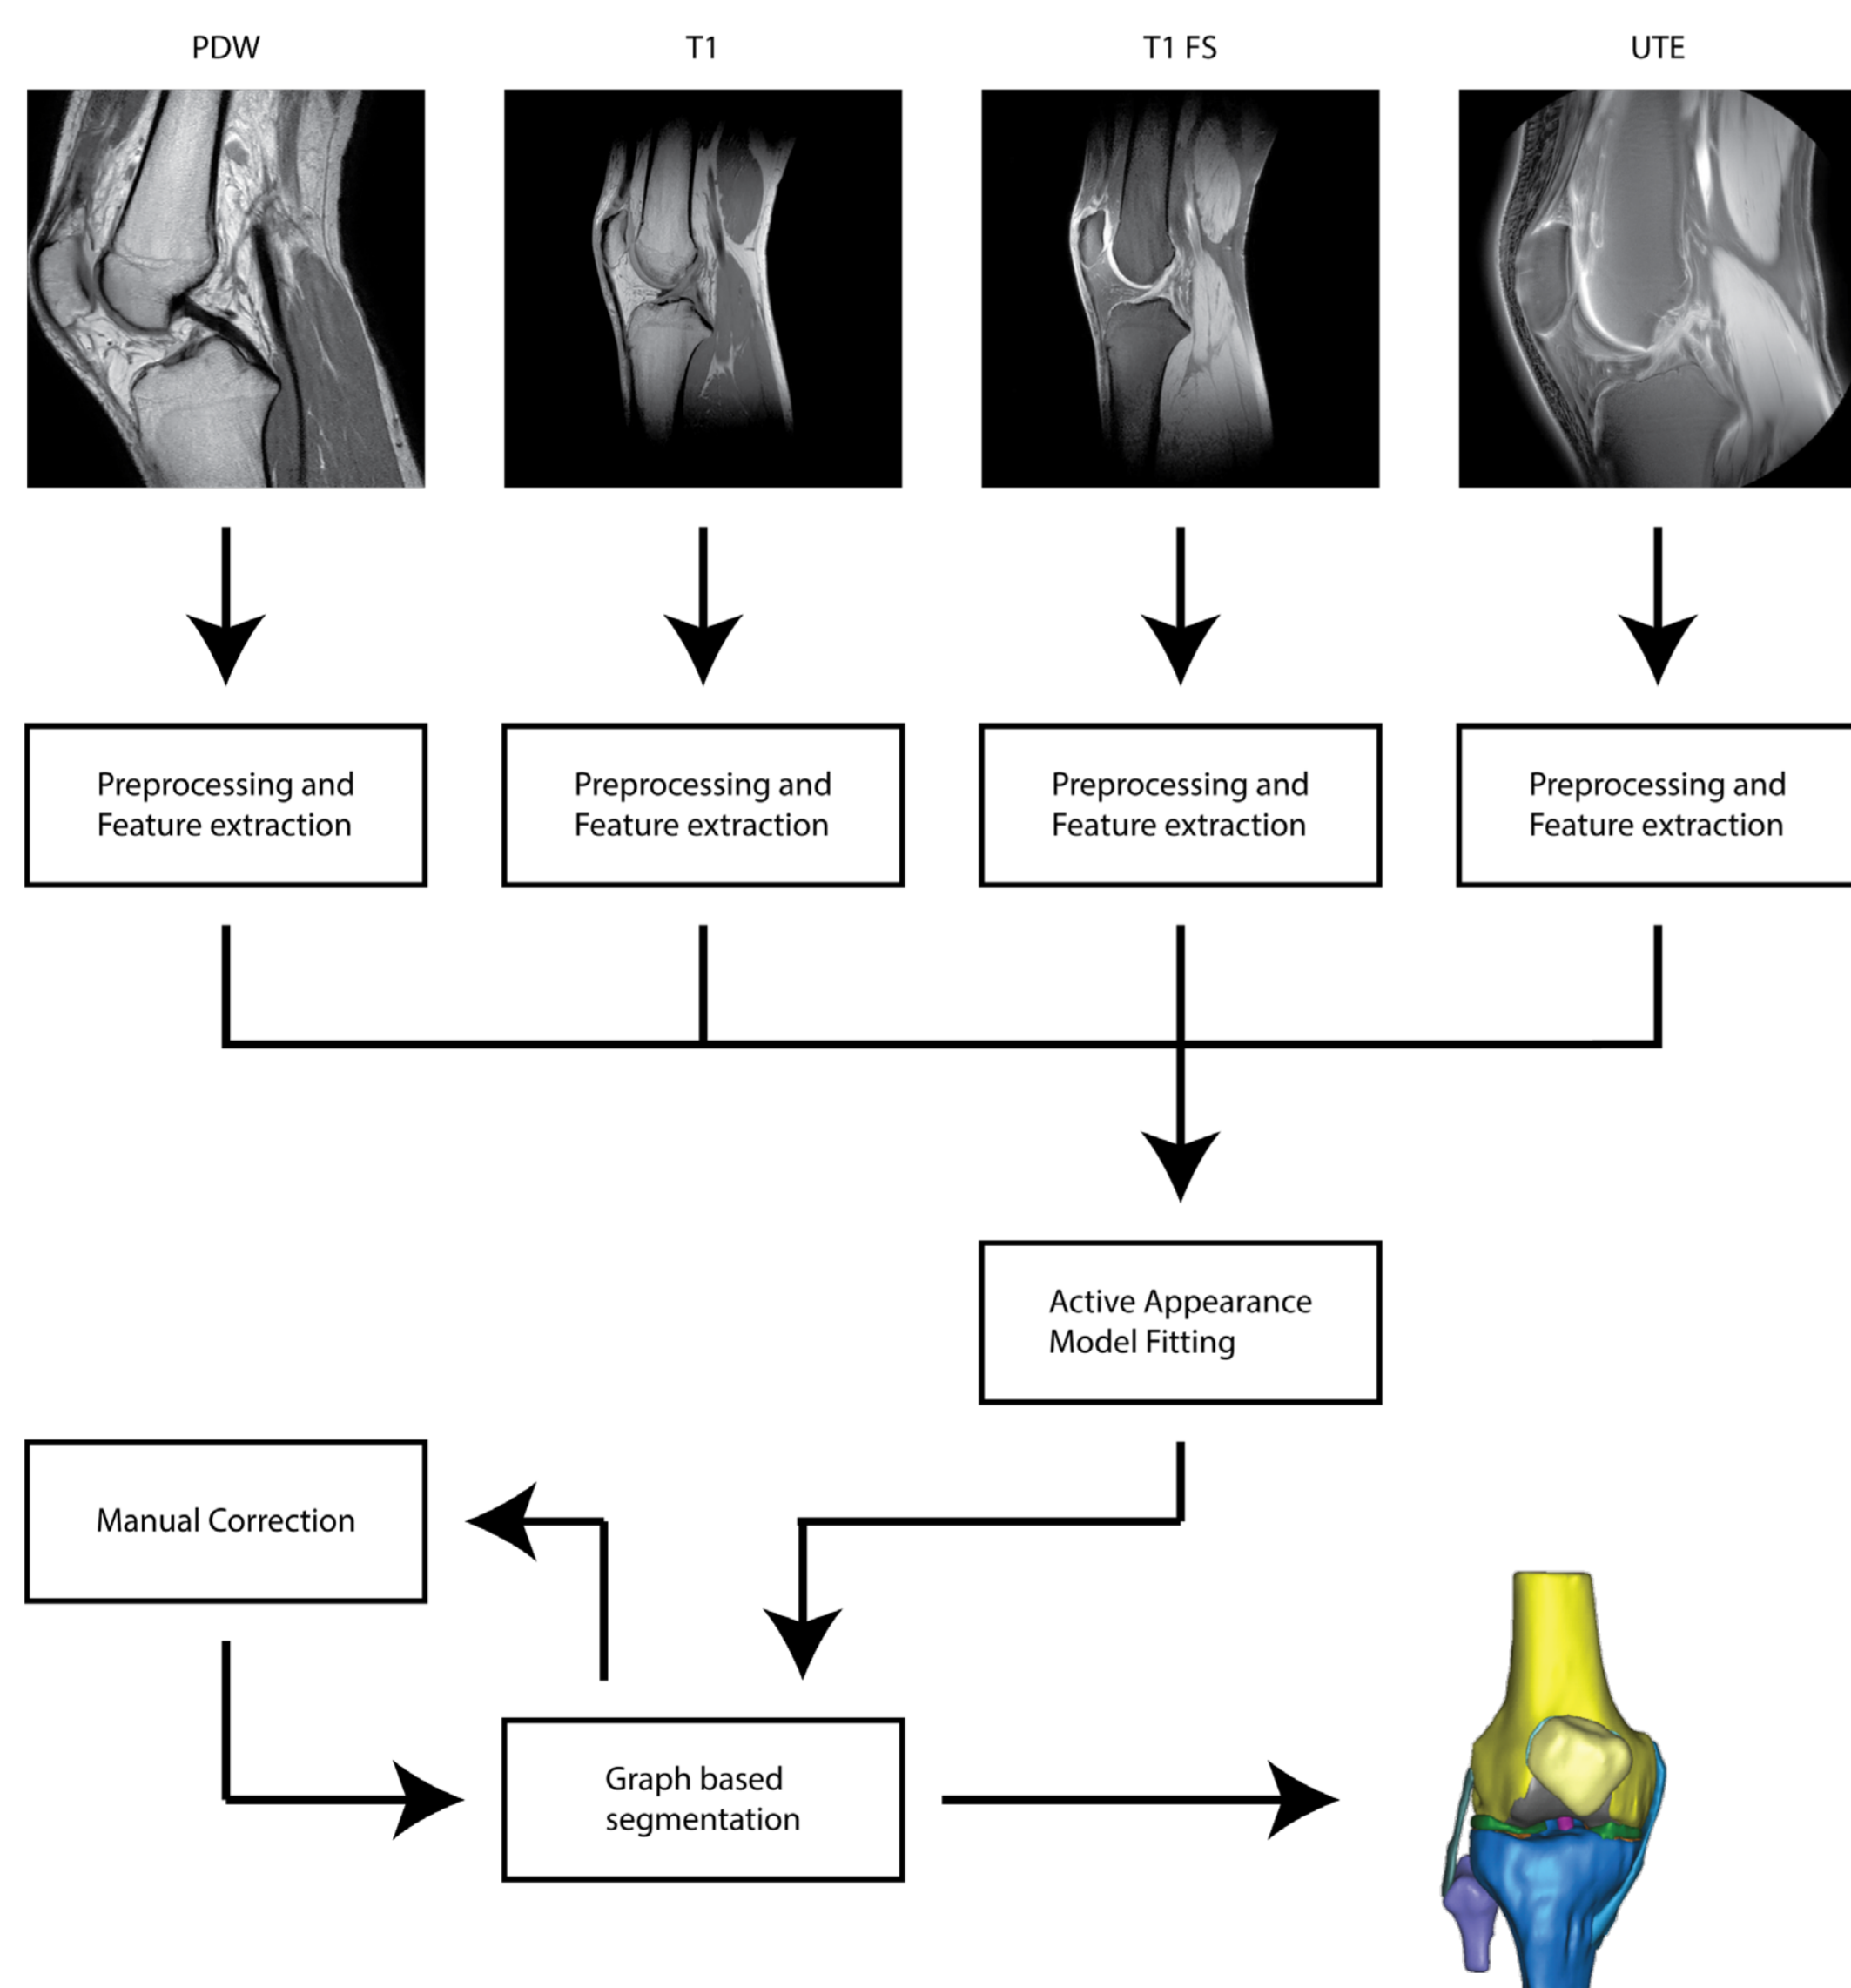 PDW
T1
T1 FS
UTE
Preprocessing and
Feature extraction
Preprocessing and
Feature extraction
Preprocessing and
Feature extraction
Preprocessing and
Feature extraction
Active Appearance
Model Fitting
Manual Correction
Graph based
segmentation